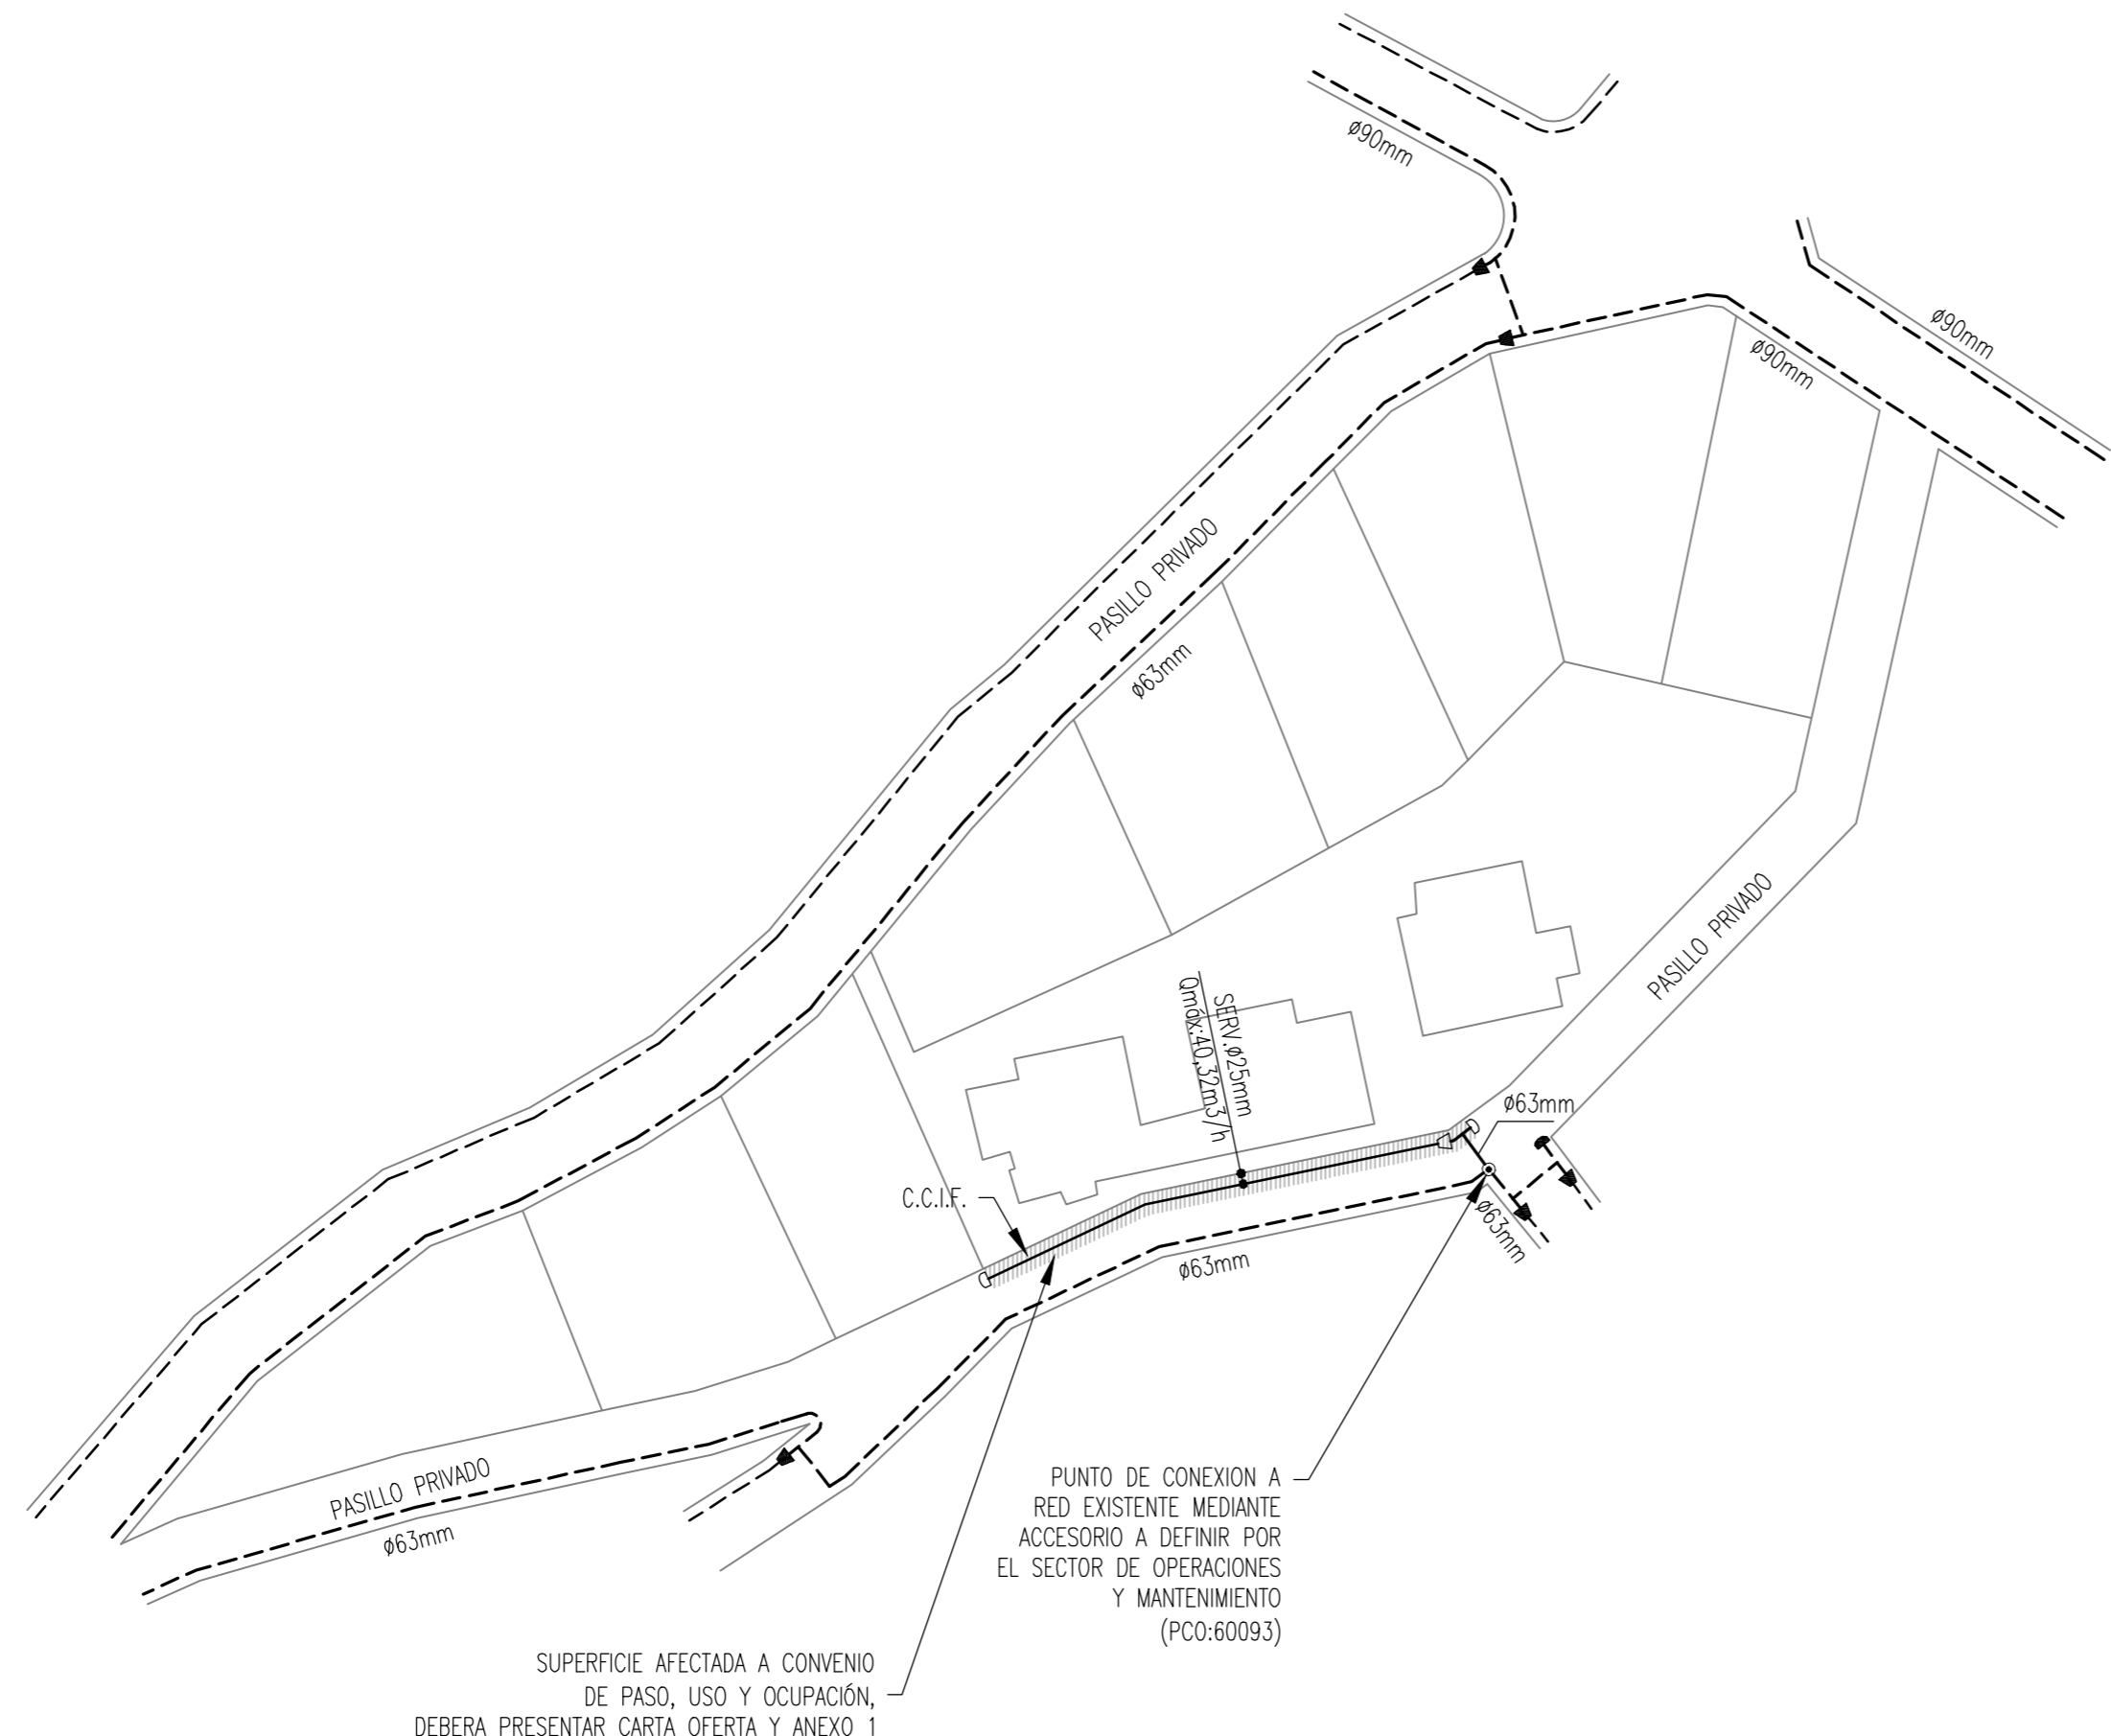 ø90mm
ø90mm
ø90mm
PASILLO PRIVADO
ø63mm
PASILLO PRIVADO
SERV.ø25mm
Qmáx:40,32m3/h
ø63mm
C.C.I.F.
ø63mm
ø63mm
PASILLO PRIVADO
ø63mm
PUNTO DE CONEXION A
RED EXISTENTE MEDIANTE
ACCESORIO A DEFINIR POR
EL SECTOR DE OPERACIONES
Y MANTENIMIENTO
(PCO:60093)
SUPERFICIE AFECTADA A CONVENIO
DE PASO, USO Y OCUPACIÓN,
DEBERA PRESENTAR CARTA OFERTA Y ANEXO 1